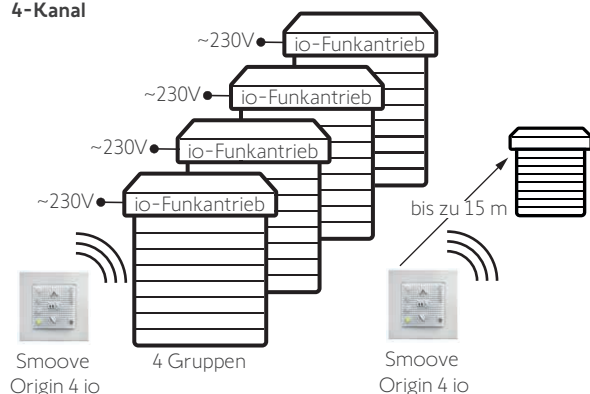 4-Kanal
~230V
io-Funkantrieb
~230V
io-Funkantrieb
~230V
io-Funkantrieb
~230V
io-Funkantrieb
bis zu 15 m
Smoove
Origin 4 io
4 Gruppen
Smoove
Origin 4 io